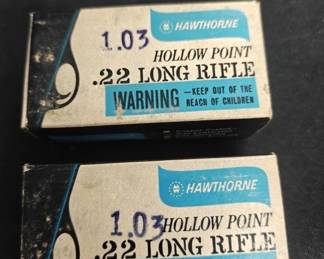 HAWTHORNE
1.03
HOLLOW POINT
.22 LONG RIFLE
WARNING —KEEP OUT OF THE
REACH OF CHILDREN
HAWTHORNE
1.03
HOLLOW POINT
.22 LONG RIFLE